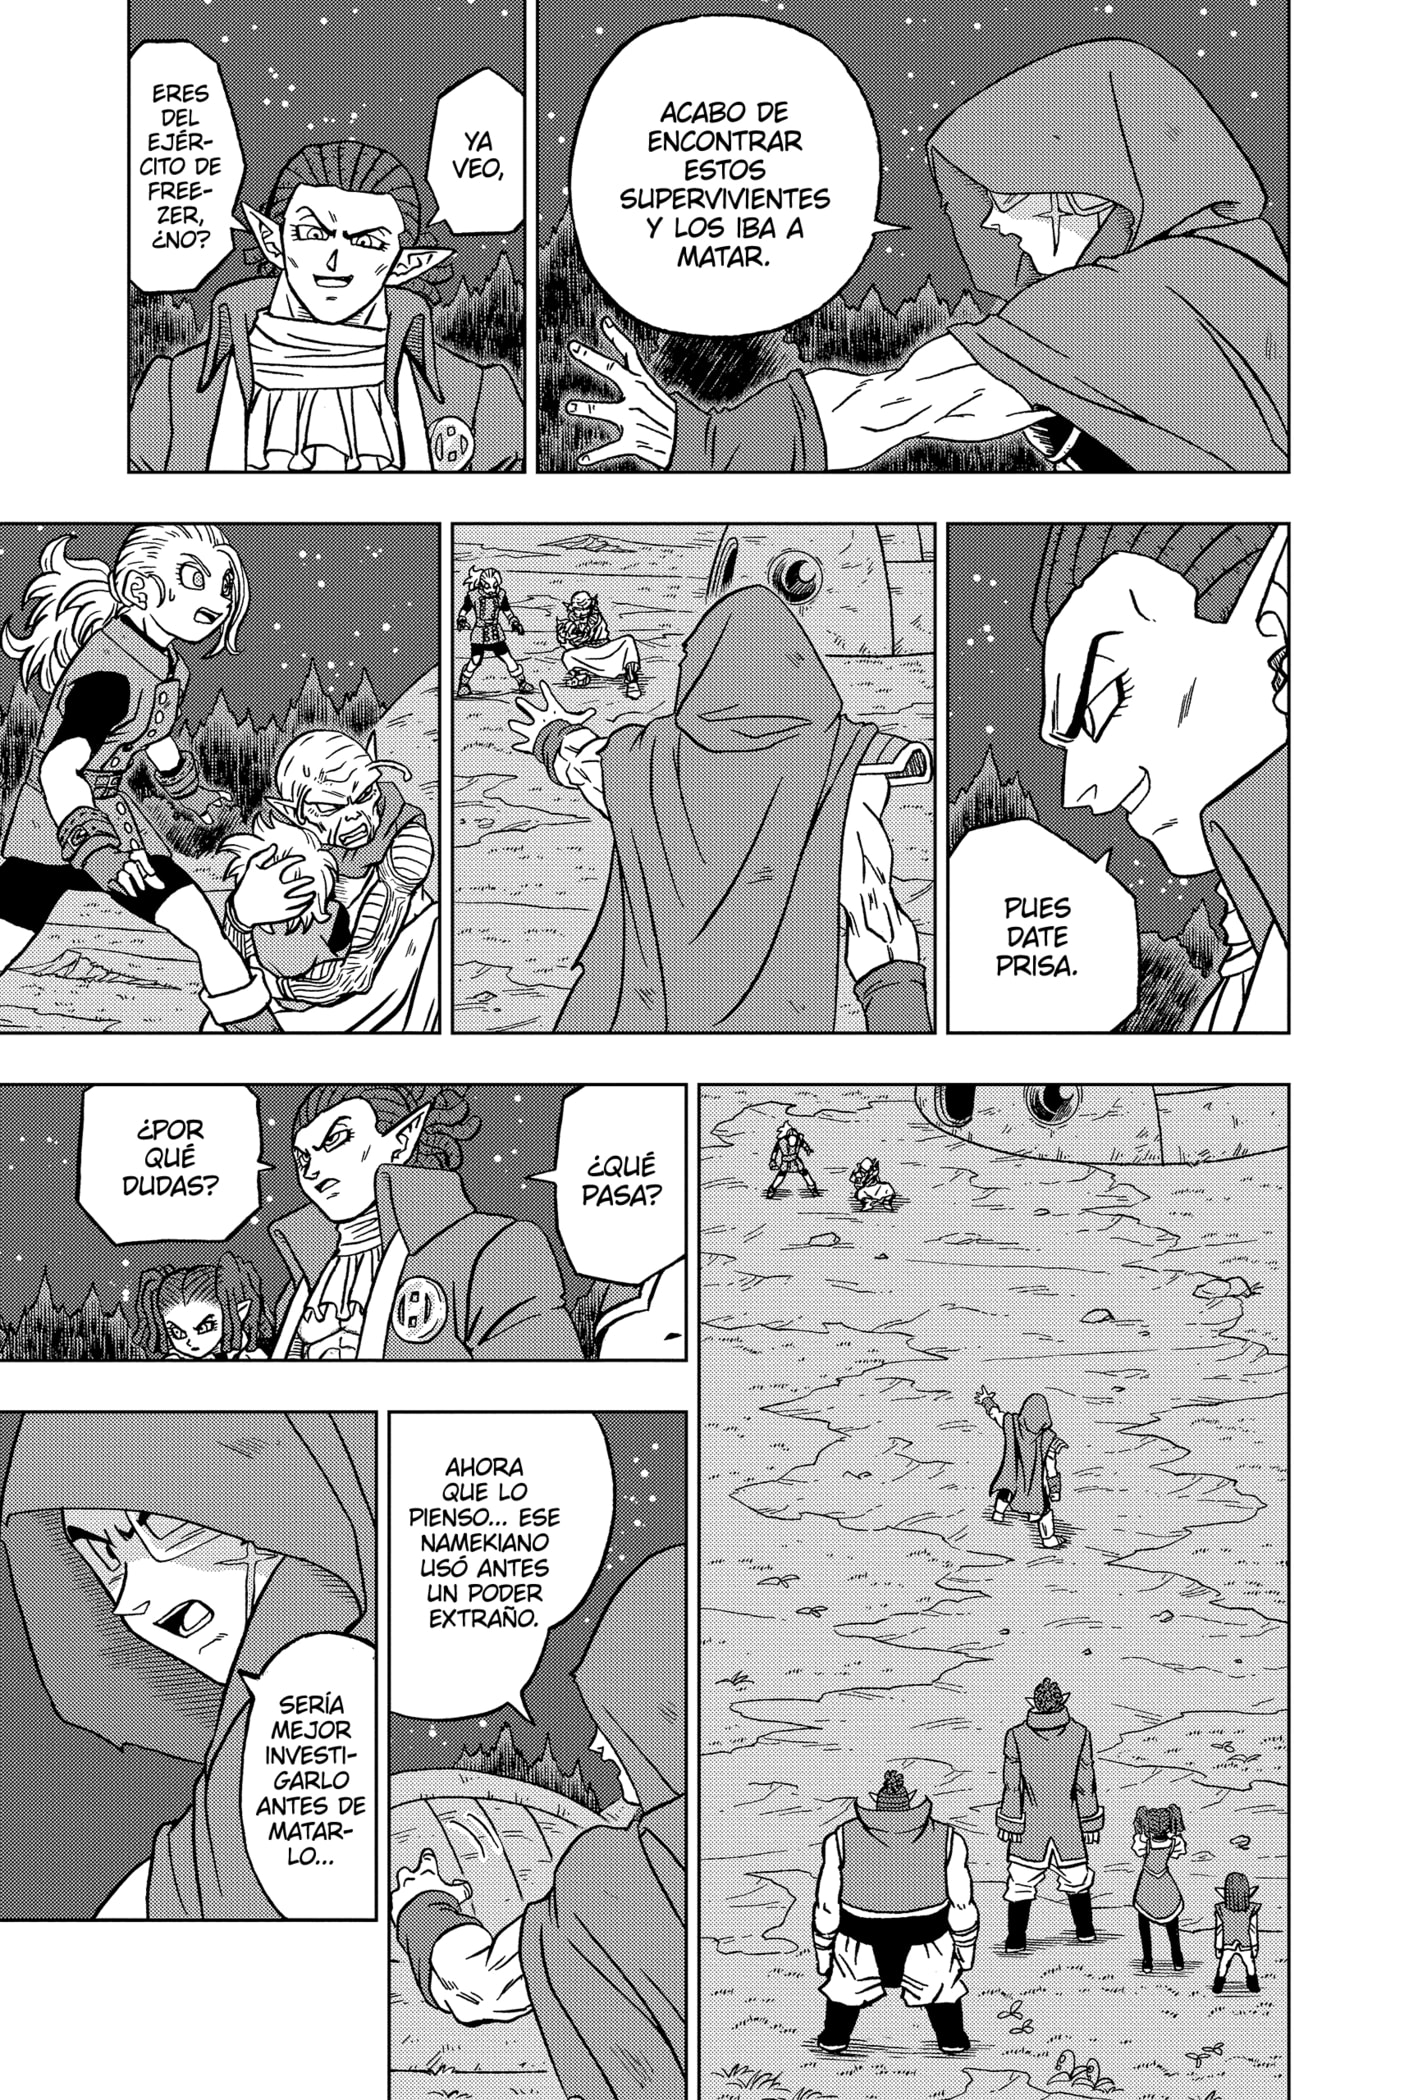 ACABO DE
ENCONTRAR
ESTOS
SUPERVIVIENTES
Y LOS IBA A
MATAR.
YA
VEO,
ERES
DEL
EJÉR-
CITO DE
FREE-
ZER,
¿NO?
PUES
DATE
PRISA.
¿QUÉ
PASA?
¿POR
QUÉ
DUDAS?
AHORA
QUE LO
PIENSO... ESE
NAMEKIANO
USÓ ANTES
UN PODER
EXTRAÑO.
SERÍA
MEJOR
INVESTI-
GARLO
ANTES DE
MATAR-
LO...